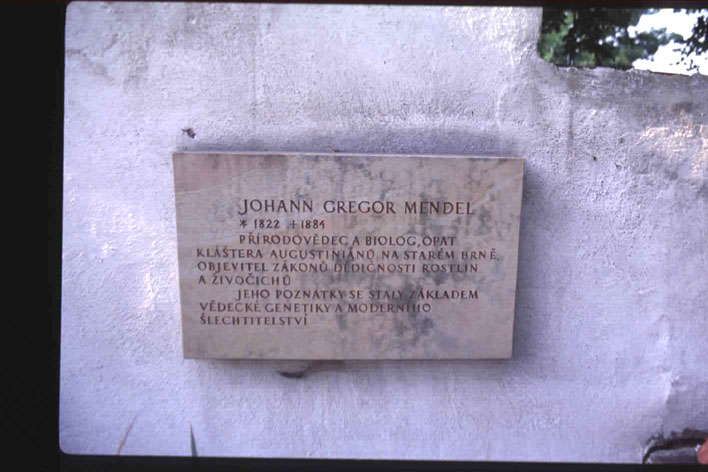 JOHANN GREGOR MENDEL
* 1822 +1884
PŘÍRODOVĚDEC A BIOLOG, OPAT
KLÁŠTERA AUGUSTINIÁNŮ NA STARÉM BRNĚ,
OBJEVITEL ZÁKONŮ DĚDIČNOSTI ROSTLIN
A ŽIVOČICHŮ
JEHO POZNATKY SE STALY ZÁKLADEM
VĚDECKÉ GENETIKY A MODERNÍHO
ŠLECHTITELSTVÍ